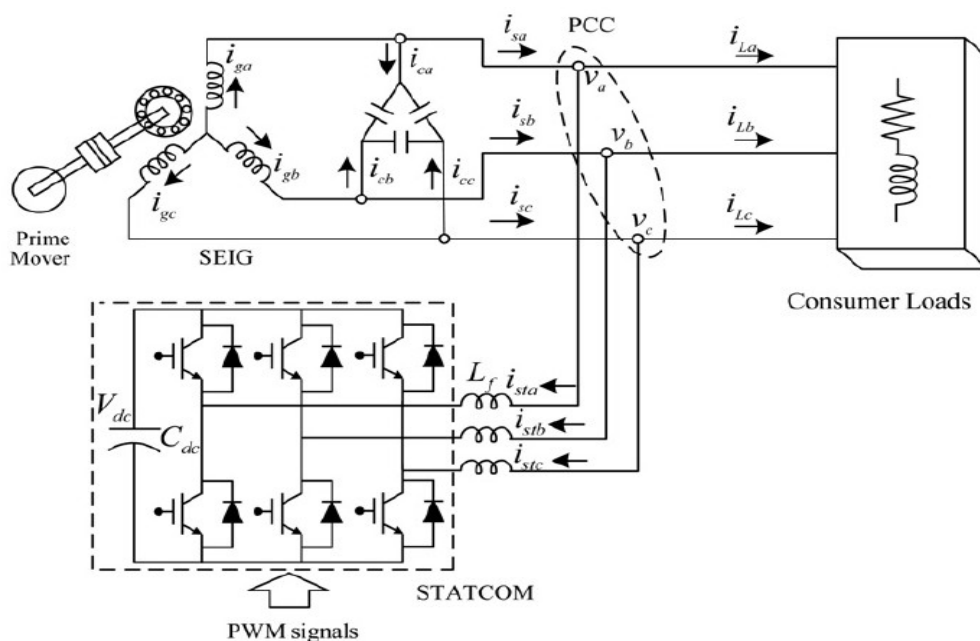 PCC
i_sa
i_La
i_ga
i_ca
v_a
i_sb
i_Lb
v_b
i_gb
i_gc
i_cb
i_cc
i_sc
i_Lc
v_c
Prime
Mover
SEIG
Consumer Loads
L_f
i_sta
V_dc
C_dc
i_stb
i_stc
STATCOM
PWM signals